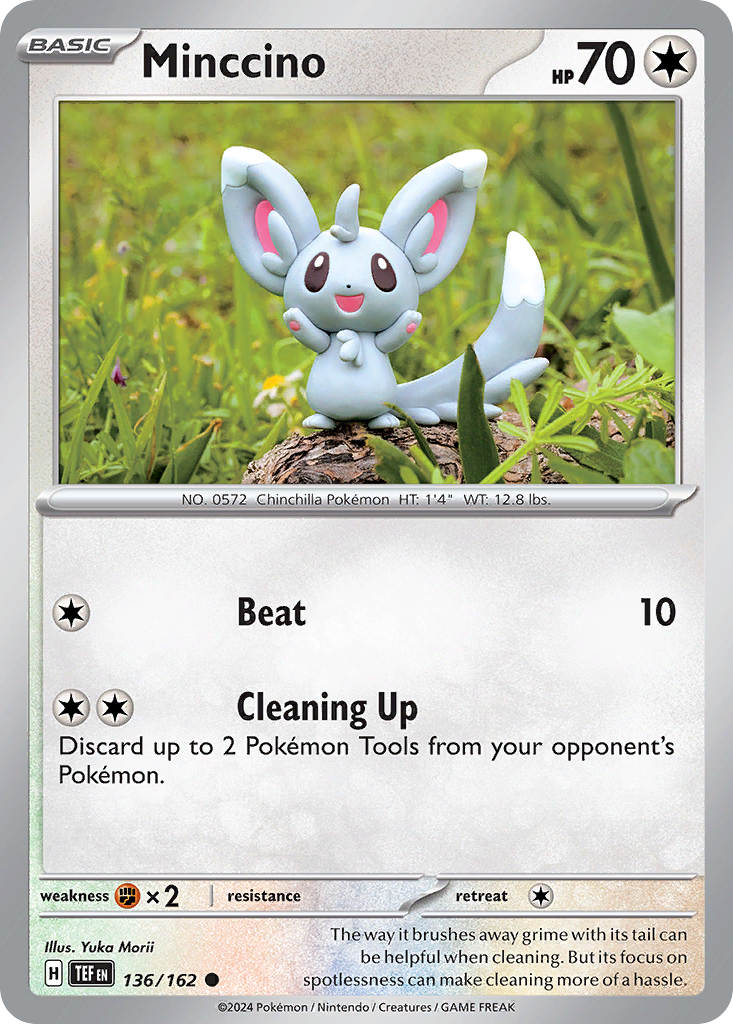 BASIC
Minccino
HP 70
NO. 0572 Chinchilla Pokémon HT: 1'4" WT: 12.8 lbs.
Beat 10
Cleaning Up
Discard up to 2 Pokémon Tools from your opponent's
Pokémon.
weakness ×2 resistance retreat
Illus. Yuka Morii
The way it brushes away grime with its tail can
be helpful when cleaning. But its focus on
spotlessness can make cleaning more of a hassle.
H TEF EN 136/162
©2024 Pokémon / Nintendo / Creatures / GAME FREAK